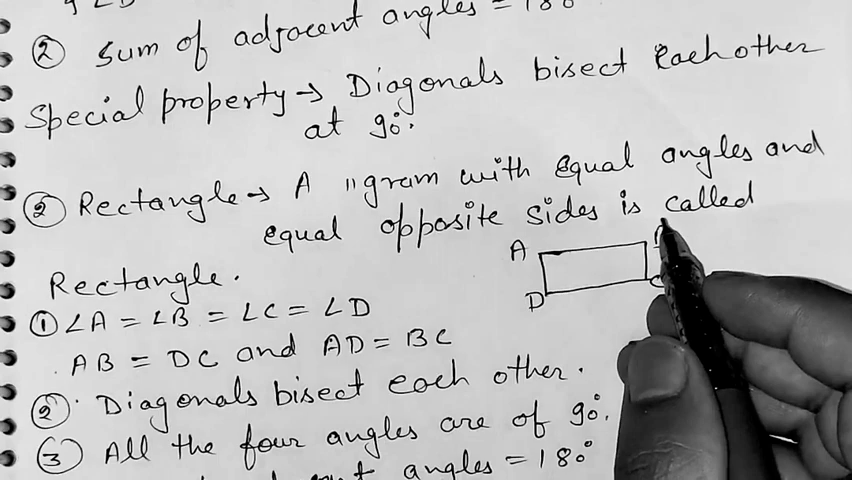 ② Sum of adjacent angles = 180°
Special property → Diagonals bisect Each other
at 90°.
② Rectangle → A ||gram with Equal angles and
Equal opposite sides is called
Rectangle.
A
D
① ∠A = ∠B = ∠C = ∠D
AB = DC and AD = BC
② Diagonals bisect each other.
③ All the four angles are of 90°.
angles = 180°